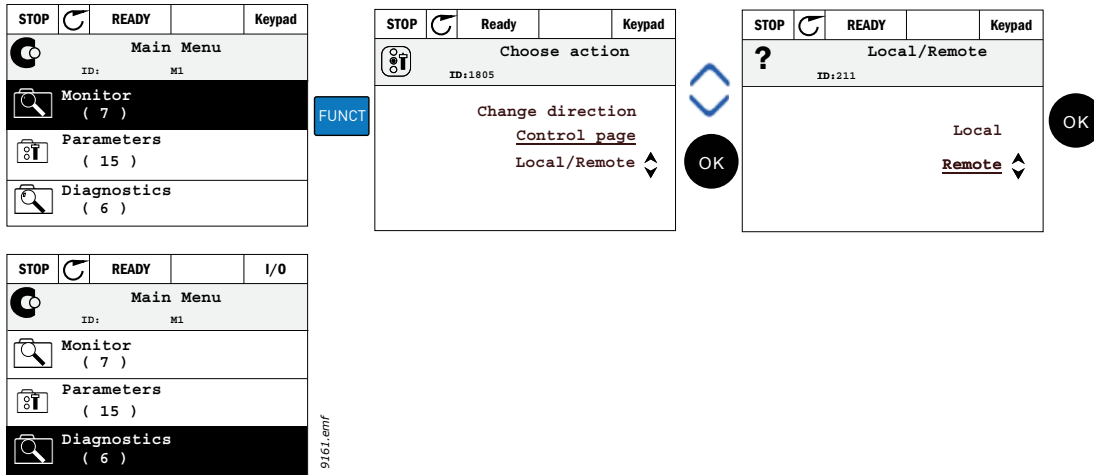 STOP READY Keypad
Main Menu
ID: M1
Monitor
( 7 )
Parameters
( 15 )
Diagnostics
( 6 )
FUNCT
STOP Ready Keypad
Choose action
ID:1805
Change direction
Control page
Local/Remote
OK
STOP READY Keypad
?
Local/Remote
ID:211
Local
Remote
OK
STOP READY I/O
Main Menu
ID: M1
Monitor
( 7 )
Parameters
( 15 )
Diagnostics
( 6 )
9161.emf